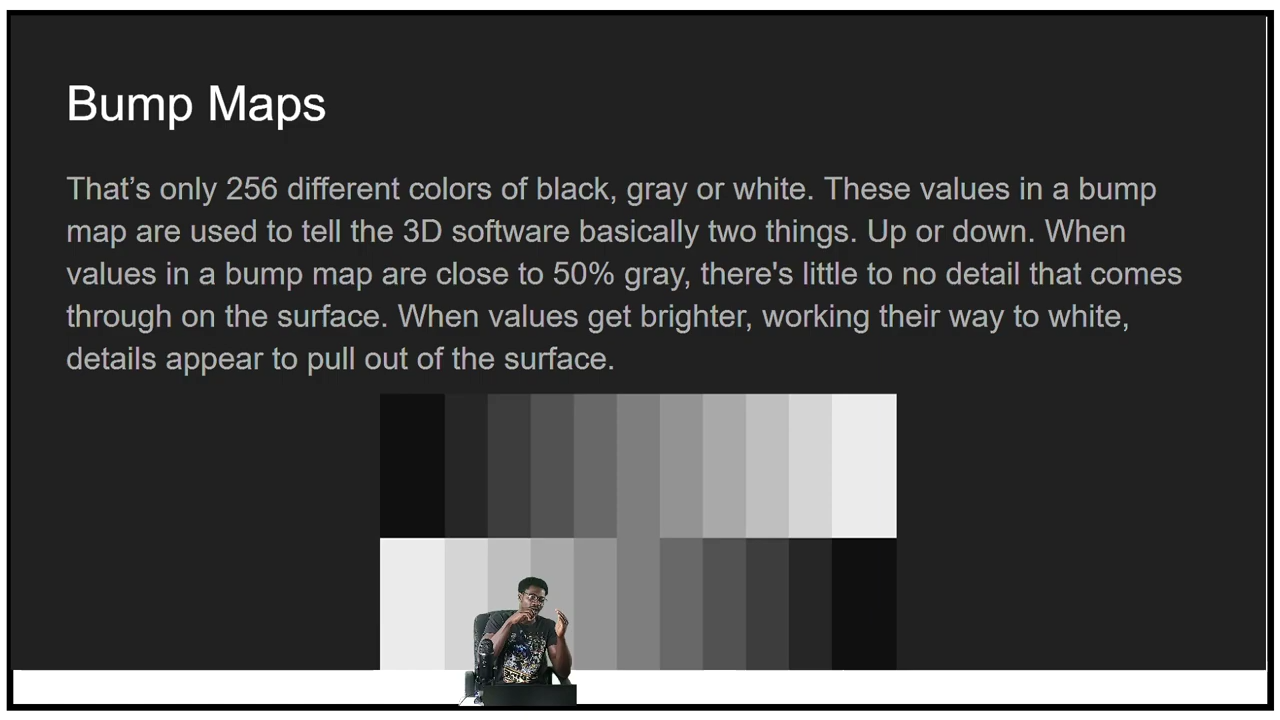 Bump Maps
That’s only 256 different colors of black, gray or white. These values in a bump
map are used to tell the 3D software basically two things. Up or down. When
values in a bump map are close to 50% gray, there's little to no detail that comes
through on the surface. When values get brighter, working their way to white,
details appear to pull out of the surface.